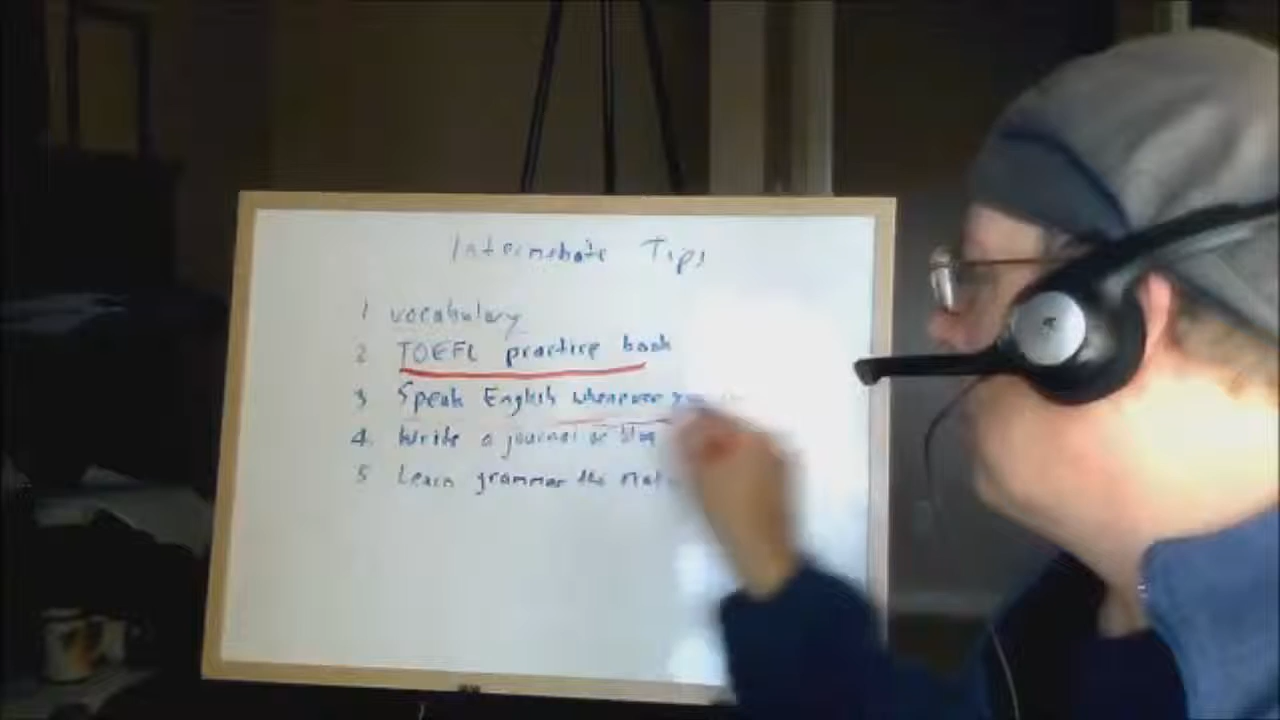 Intermediate Tips
1 vocabulary
2 TOEFL practice book
3 Speak English whenever
4. Write a journal or blog
5 Learn grammar the